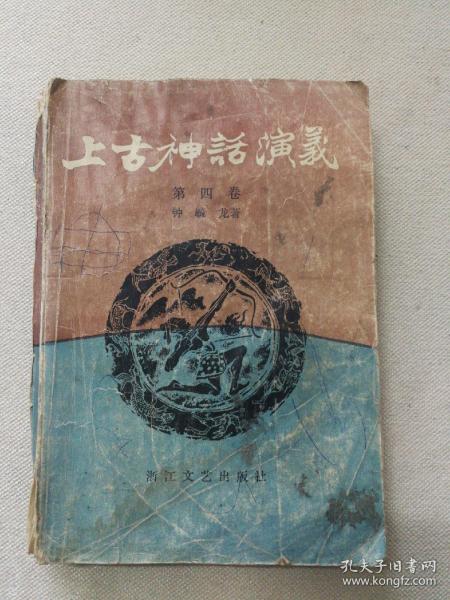 上古神話演義
第四卷
钟毓龙著
浙江文艺出版社
孔夫子旧书网
www.kongfz.com